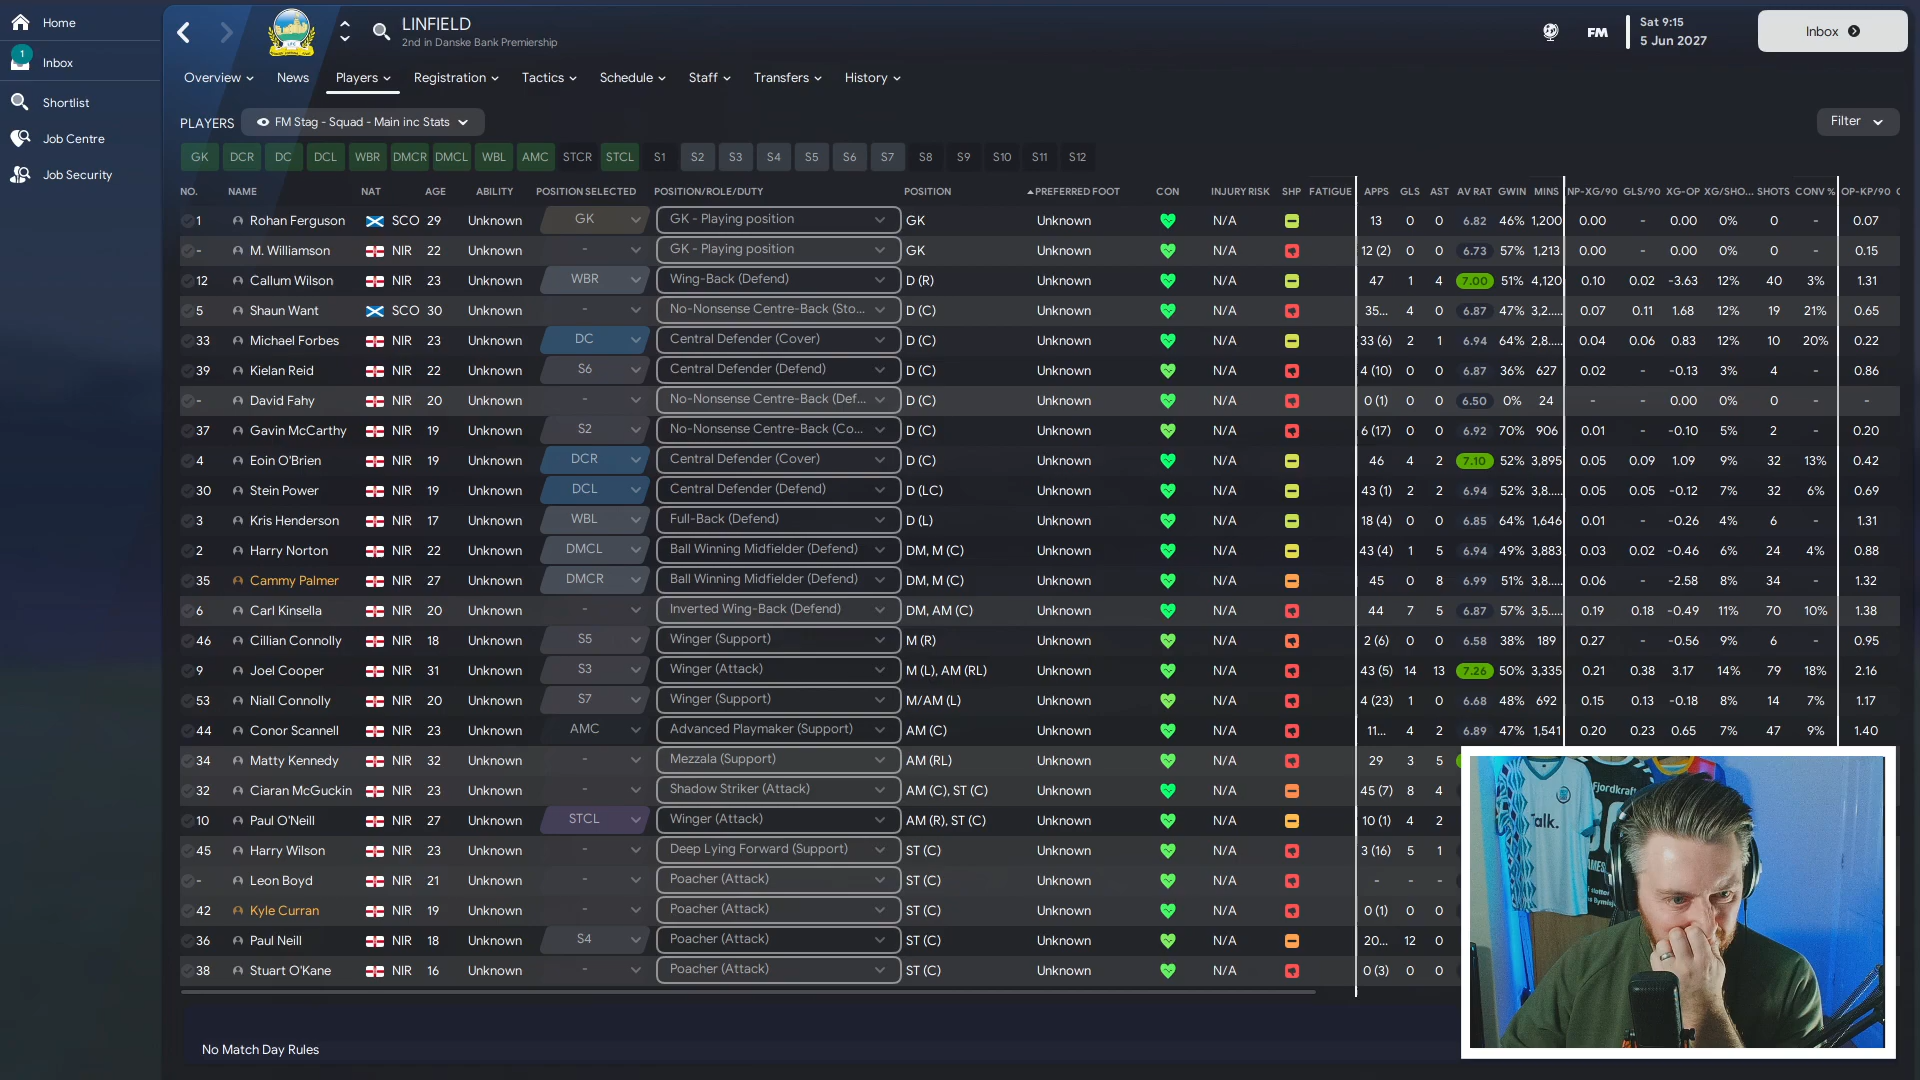 Home
Inbox
1
Shortlist
Job Centre
Job Security
LINFIELD
2nd in Danske Bank Premiership
FM
Sat 9:15
5 Jun 2027
Inbox
Overview News Players Registration Tactics Schedule Staff Transfers History
PLAYERS FM Stag - Squad - Main inc Stats Filter
GK DCR DC DCL WBR DMCR DMCL WBL AMC STCR STCL S1 S2 S3 S4 S5 S6 S7 S8 S9 S10 S11 S12
NO. NAME NAT AGE ABILITY POSITION SELECTED POSITION/ROLE/DUTY POSITION PREFERRED FOOT CON INJURY RISK SHP FATIGUE APPS GLS AST AV RAT GWIN MINS NP-XG/90 GLS/90 XG-OP XG/SHO... SHOTS CONV % OP-KP/90
1 Rohan Ferguson SCO 29 Unknown GK GK - Playing position GK Unknown N/A 13 0 0 6.82 46% 1,200 0.00 - 0.00 0% 0 - 0.07
- M. Williamson NIR 22 Unknown - GK - Playing position GK Unknown N/A 12 (2) 0 0 6.73 57% 1,213 0.00 - 0.00 0% 0 - 0.15
12 Callum Wilson NIR 23 Unknown WBR Wing-Back (Defend) D (R) Unknown N/A 47 1 4 7.00 51% 4,120 0.10 0.02 -3.63 12% 40 3% 1.31
5 Shaun Want SCO 30 Unknown - No-Nonsense Centre-Back (Sto... D (C) Unknown N/A 35... 4 0 6.87 47% 3,2.... 0.07 0.11 1.68 12% 19 21% 0.65
33 Michael Forbes NIR 23 Unknown DC Central Defender (Cover) D (C) Unknown N/A 33 (6) 2 1 6.94 64% 2,8.... 0.04 0.06 0.83 12% 10 20% 0.22
39 Kielan Reid NIR 22 Unknown S6 Central Defender (Defend) D (C) Unknown N/A 4 (10) 0 0 6.87 36% 627 0.02 - -0.13 3% 4 - 0.86
- David Fahy NIR 20 Unknown - No-Nonsense Centre-Back (Def... D (C) Unknown N/A 0 (1) 0 0 6.50 0% 24 - - 0.00 0% 0 - -
37 Gavin McCarthy NIR 19 Unknown S2 No-Nonsense Centre-Back (Co... D (C) Unknown N/A 6 (17) 0 0 6.92 70% 906 0.01 - -0.10 5% 2 - 0.20
4 Eoin O'Brien NIR 19 Unknown DCR Central Defender (Cover) D (C) Unknown N/A 46 4 2 7.10 52% 3,895 0.05 0.09 1.09 9% 32 13% 0.42
30 Stein Power NIR 19 Unknown DCL Central Defender (Defend) D (LC) Unknown N/A 43 (1) 2 2 6.94 52% 3,8.... 0.05 0.05 -0.12 7% 32 6% 0.69
3 Kris Henderson NIR 17 Unknown WBL Full-Back (Defend) D (L) Unknown N/A 18 (4) 0 0 6.85 64% 1,646 0.01 - -0.26 4% 6 - 1.31
2 Harry Norton NIR 22 Unknown DMCL Ball Winning Midfielder (Defend) DM, M (C) Unknown N/A 43 (4) 1 5 6.94 49% 3,883 0.03 0.02 -0.46 6% 24 4% 0.88
35 Cammy Palmer NIR 27 Unknown DMCR Ball Winning Midfielder (Defend) DM, M (C) Unknown N/A 45 0 8 6.99 51% 3,8.... 0.06 - -2.58 8% 34 - 1.32
6 Carl Kinsella NIR 20 Unknown - Inverted Wing-Back (Defend) DM, AM (C) Unknown N/A 44 7 5 6.87 57% 3,5.... 0.19 0.18 -0.49 11% 70 10% 1.38
46 Cillian Connolly NIR 18 Unknown S5 Winger (Support) M (R) Unknown N/A 2 (6) 0 0 6.58 38% 189 0.27 - -0.56 9% 6 - 0.95
9 Joel Cooper NIR 31 Unknown S3 Winger (Attack) M (L), AM (RL) Unknown N/A 43 (5) 14 13 7.26 50% 3,335 0.21 0.38 3.17 14% 79 18% 2.16
53 Niall Connolly NIR 20 Unknown S7 Winger (Support) M/AM (L) Unknown N/A 4 (23) 1 0 6.68 48% 692 0.15 0.13 -0.18 8% 14 7% 1.17
44 Conor Scannell NIR 23 Unknown AMC Advanced Playmaker (Support) AM (C) Unknown N/A 11... 4 2 6.89 47% 1,541 0.20 0.23 0.65 7% 47 9% 1.40
34 Matty Kennedy NIR 32 Unknown - Mezzala (Support) AM (RL) Unknown N/A 29 3 5
32 Ciaran McGuckin NIR 23 Unknown - Shadow Striker (Attack) AM (C), ST (C) Unknown N/A 45 (7) 8 4
10 Paul O'Neill NIR 27 Unknown STCL Winger (Attack) AM (R), ST (C) Unknown N/A 10 (1) 4 2
45 Harry Wilson NIR 23 Unknown - Deep Lying Forward (Support) ST (C) Unknown N/A 3 (16) 5 1
- Leon Boyd NIR 21 Unknown - Poacher (Attack) ST (C) Unknown N/A - - -
42 Kyle Curran NIR 19 Unknown - Poacher (Attack) ST (C) Unknown N/A 0 (1) 0 0
36 Paul Neill NIR 18 Unknown S4 Poacher (Attack) ST (C) Unknown N/A 20... 12 0
38 Stuart O'Kane NIR 16 Unknown - Poacher (Attack) ST (C) Unknown N/A 0 (3) 0 0
Fjordkraft
No Match Day Rules